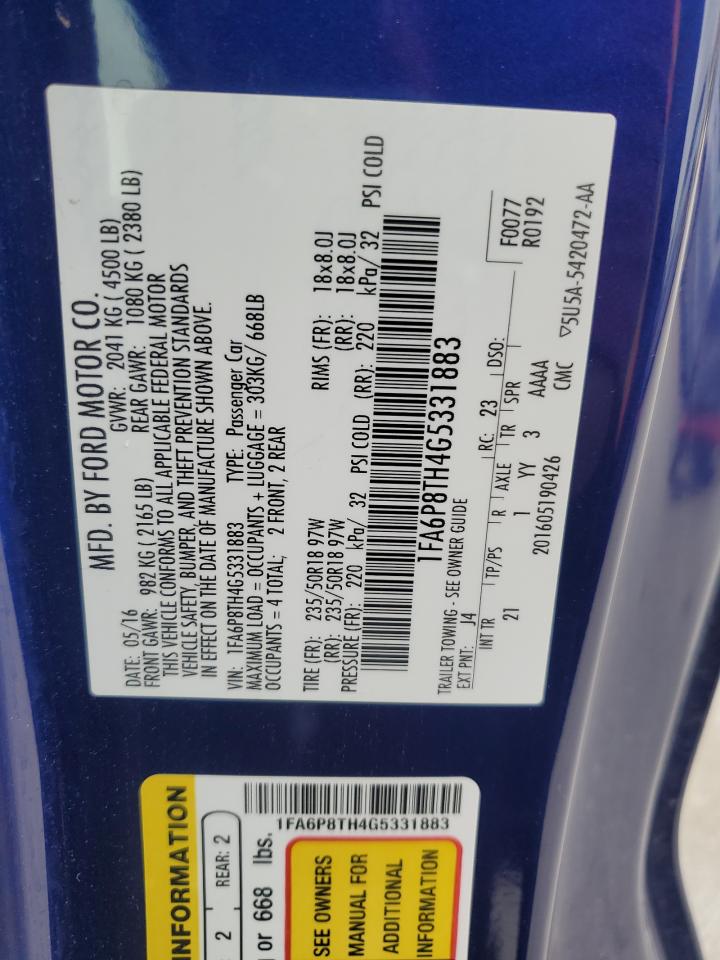 MFD. BY FORD MOTOR CO.
DATE: 05/16 GVWR: 2041 KG ( 4500 LB)
FRONT GAWR: 982 KG ( 2165 LB) REAR GAWR: 1080 KG ( 2380 LB)
THIS VEHICLE CONFORMS TO ALL APPLICABLE FEDERAL MOTOR
VEHICLE SAFETY, BUMPER, AND THEFT PREVENTION STANDARDS
IN EFFECT ON THE DATE OF MANUFACTURE SHOWN ABOVE.
VIN: 1FA6P8TH4G5331883 TYPE: Passenger Car
MAXIMUM LOAD = OCCUPANTS + LUGGAGE = 303KG/ 668LB
OCCUPANTS = 4 TOTAL; 2 FRONT, 2 REAR
TIRE (FR): 235/50R18 97W RIMS (FR): 18x8.0J
(RR): 235/50R18 97W (RR): 18x8.0J
PRESSURE (FR): 220 kPa/ 32 PSI COLD (RR): 220 kPa/ 32 PSI COLD
1FA6P8TH4G5331883
TRAILER TOWING - SEE OWNER GUIDE
EXT PNT: J4 RC: 23 DSO: F0077
R0192
INT TR TP/PS R AXLE TR SPR
21 1 YY 3 AAAA
201605190426 CMC ▽5U5A-5420472-AA
INFORMATION
2 REAR: 2
or 668 lbs.
1FA6P8TH4G5331883
SEE OWNERS
MANUAL FOR
ADDITIONAL
INFORMATION